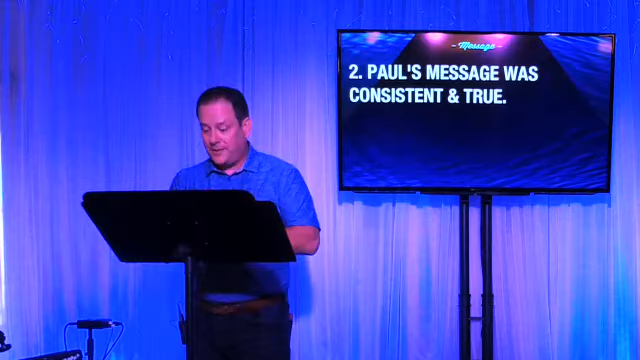 – Message –
2. PAUL'S MESSAGE WAS
CONSISTENT & TRUE.